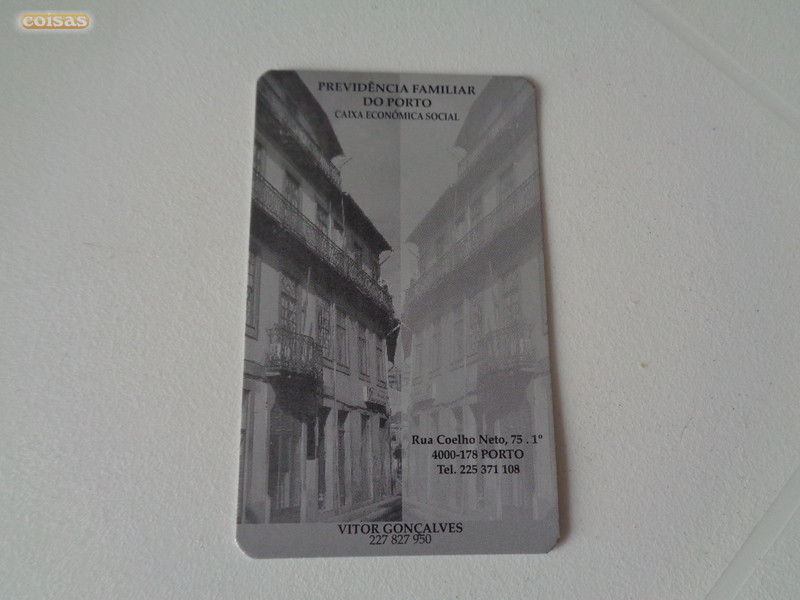 coisas
PREVIDÊNCIA FAMILIAR
DO PORTO
CAIXA ECONÓMICA SOCIAL
Rua Coelho Neto, 75 . 1º
4000-178 PORTO
Tel. 225 371 108
VITOR GONÇALVES
227 827 950